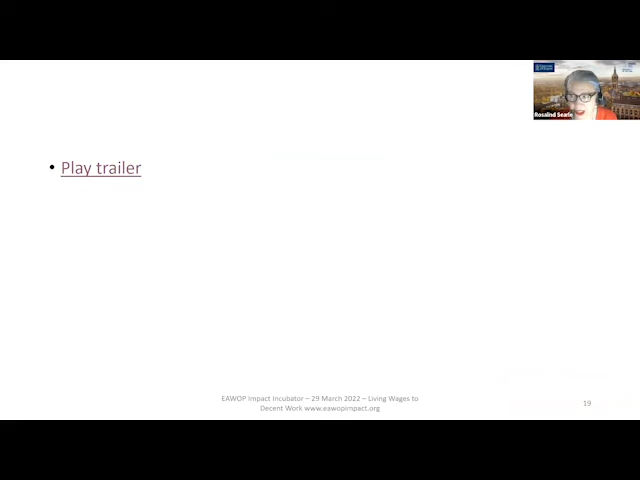 Rosalind Searle
• Play trailer
EAWOP Impact Incubator – 29 March 2022 – Living Wages to
Decent Work www.eawopimpact.org
19